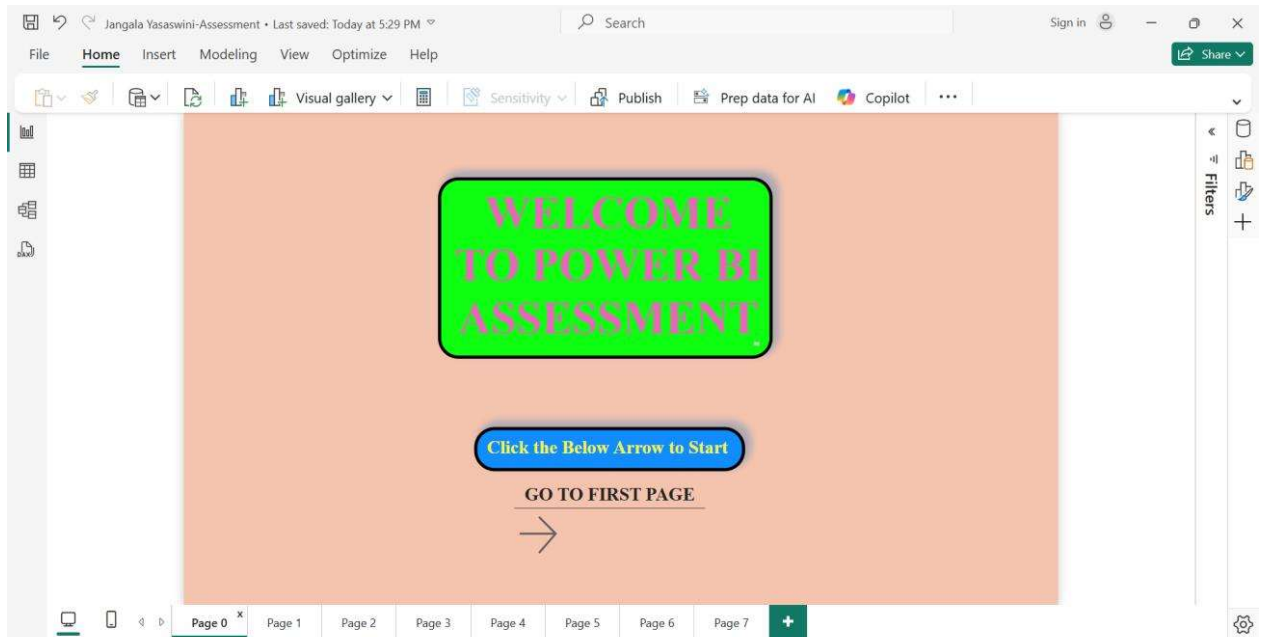 Jangala Yasaswini-Assessment • Last saved: Today at 5:29 PM
Search
Sign in
File Home Insert Modeling View Optimize Help
Share
Visual gallery
Sensitivity
Publish
Prep data for AI
Copilot
Filters
WELCOME
TO POWER BI
ASSESSMENT
Click the Below Arrow to Start
GO TO FIRST PAGE
Page 0 Page 1 Page 2 Page 3 Page 4 Page 5 Page 6 Page 7